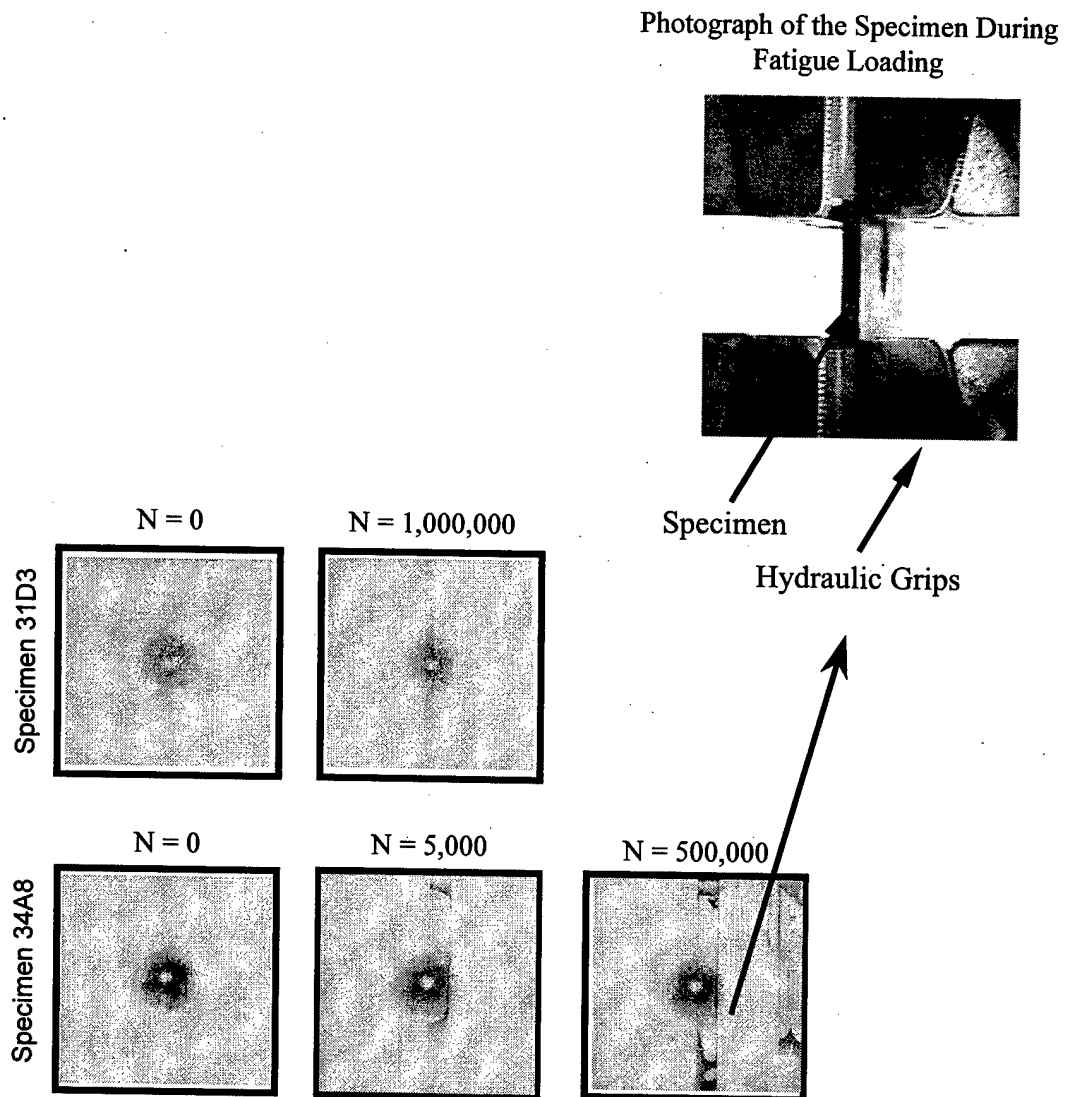 Photograph of the Specimen During
Fatigue Loading
Specimen
Hydraulic Grips
N = 0
N = 1,000,000
Specimen 31D3
N = 0
N = 5,000
N = 500,000
Specimen 34A8